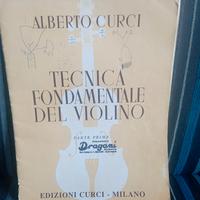 ALBERTO CURCI
TECNICA
FONDAMENTALE
DEL VIOLINO
PARTE PRIMA
Dragoni
EDIZIONI CURCI - MILANO